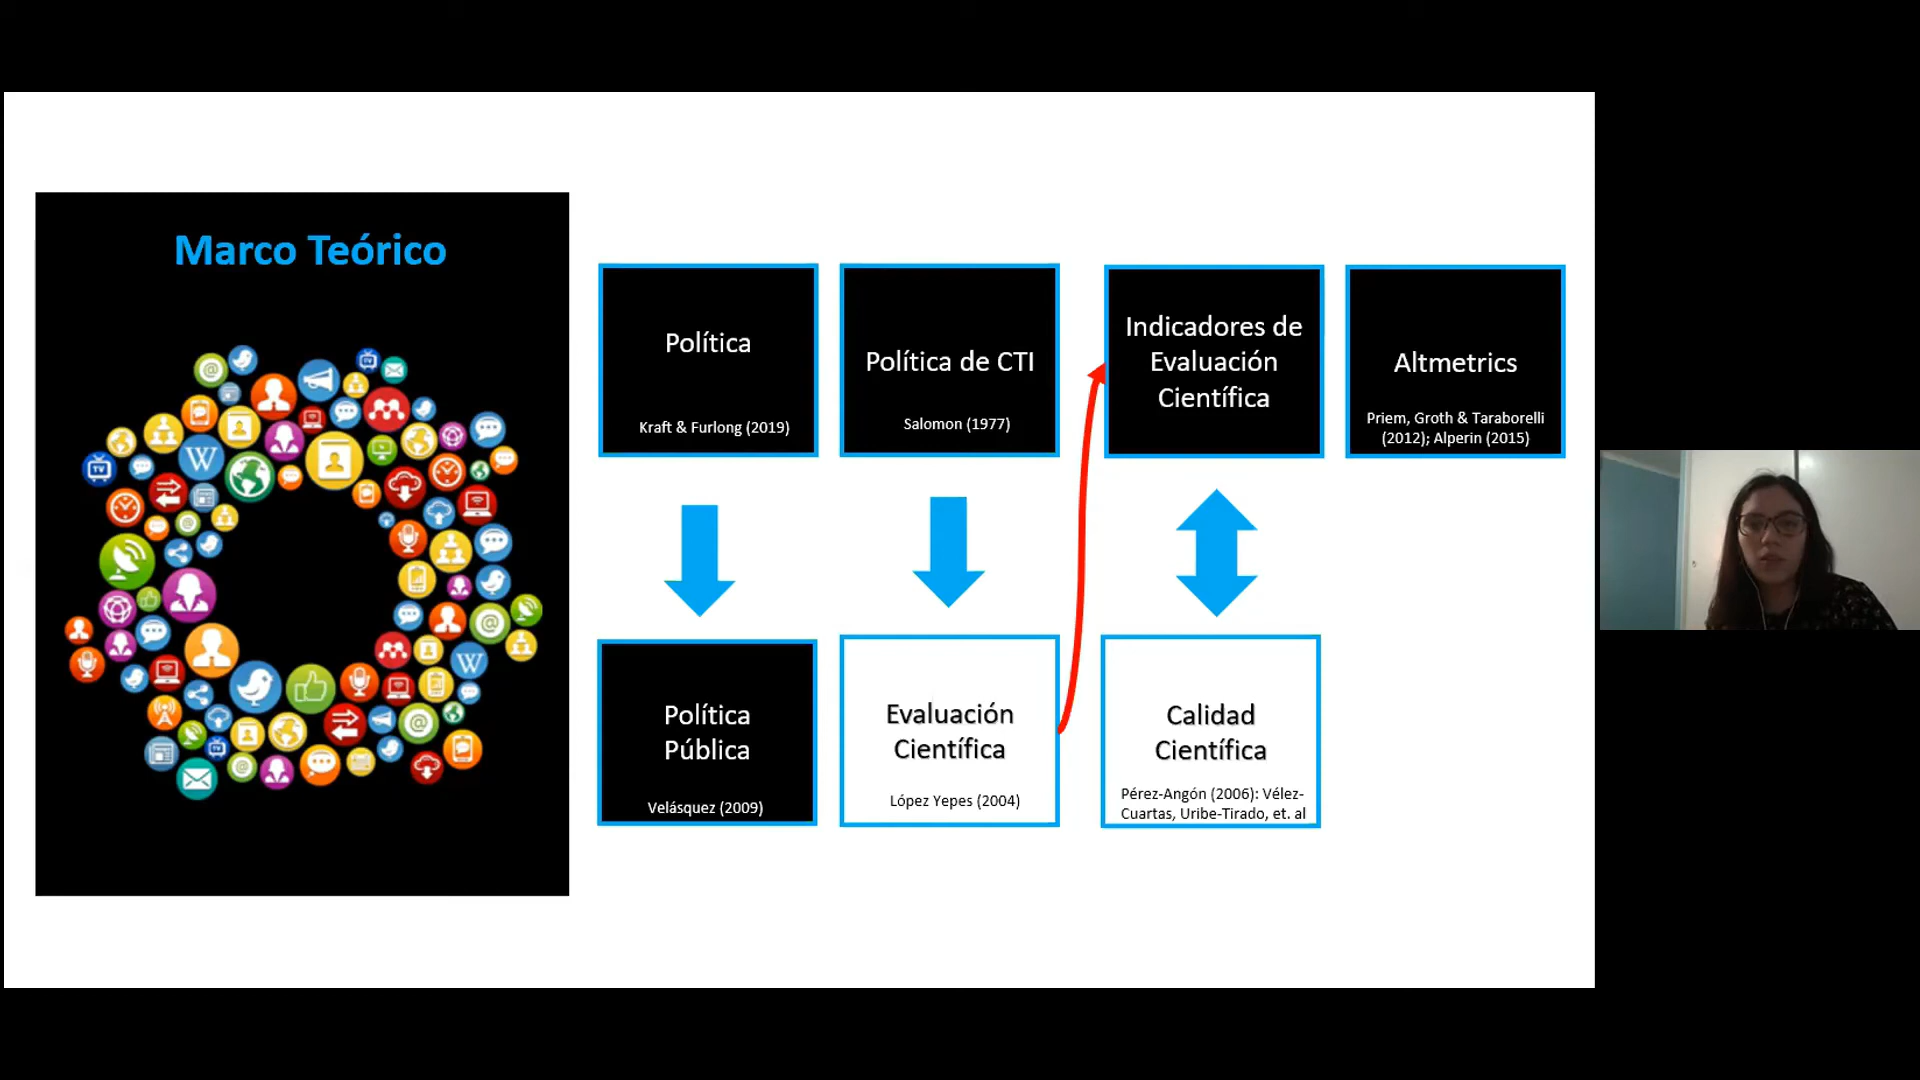 Marco Teórico
Política
Kraft & Furlong (2019)
Política de CTI
Salomon (1977)
Indicadores de
Evaluación
Científica
Altmetrics
Priem, Groth & Taraborelli
(2012); Alperin (2015)
Política
Pública
Velásquez (2009)
Evaluación
Científica
López Yepes (2004)
Calidad
Científica
Pérez-Angón (2006): Vélez-
Cuartas, Uribe-Tirado, et. al